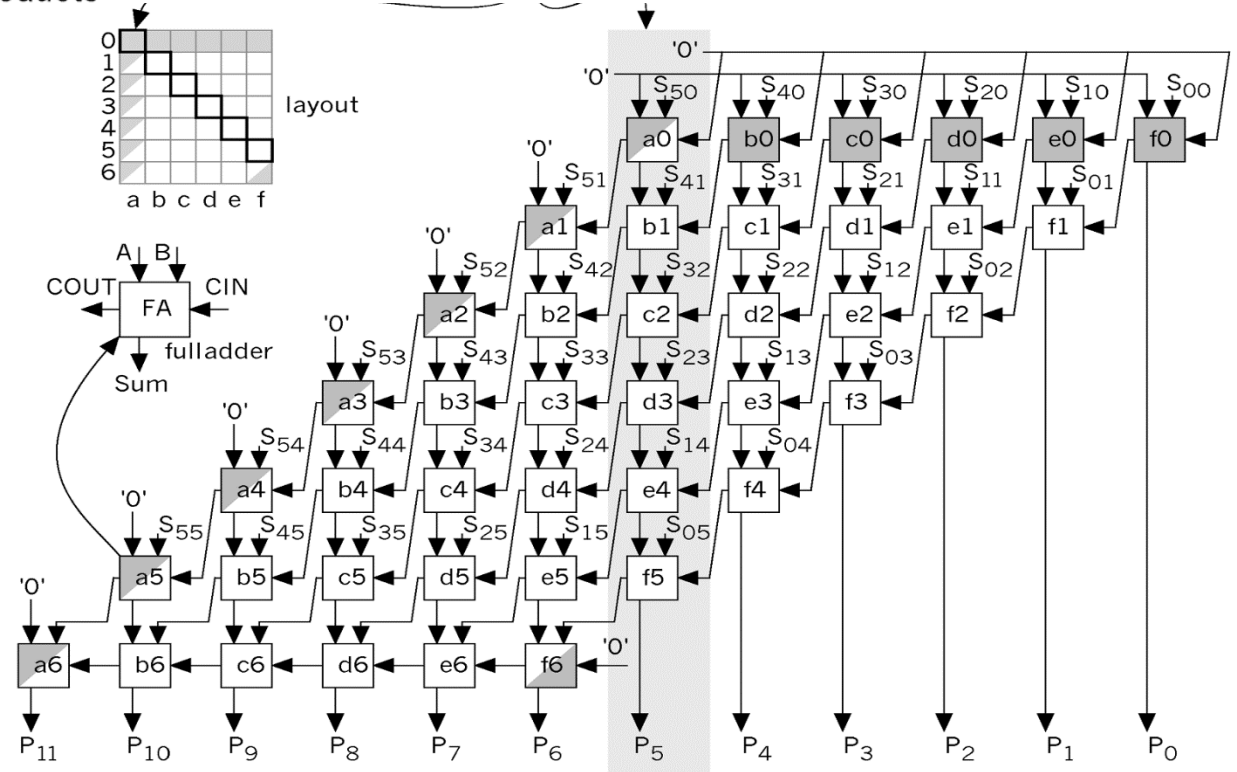 0
1
2
3
4
5
6
layout
a b c d e f
'0'
'0'
S50 S40 S30 S20 S10 S00
a0 b0 c0 d0 e0 f0
'0'
S51 S41 S31 S21 S11 S01
a1 b1 c1 d1 e1 f1
'0'
S52 S42 S32 S22 S12 S02
a2 b2 c2 d2 e2 f2
A B
COUT FA CIN
fulladder
Sum
'0'
S53 S43 S33 S23 S13 S03
a3 b3 c3 d3 e3 f3
'0'
S54 S44 S34 S24 S14 S04
a4 b4 c4 d4 e4 f4
'0'
S55 S45 S35 S25 S15 S05
a5 b5 c5 d5 e5 f5
'0' '0'
a6 b6 c6 d6 e6 f6
P11 P10 P9 P8 P7 P6 P5 P4 P3 P2 P1 P0